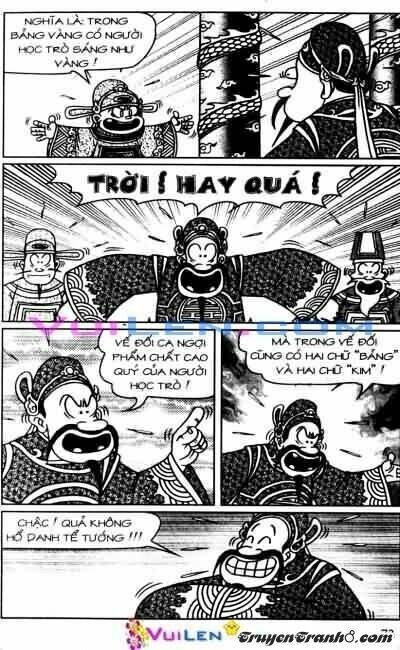 NGHĨA LÀ: TRONG
BẢNG VÀNG CÓ NGƯỜI
HỌC TRÒ SÁNG NHƯ
VÀNG!
TRỜI! HAY QUÁ!
VUILEN.COM
VẾ ĐỐI CA NGỢI
PHẨM CHẤT CAO
QUÝ CỦA NGƯỜI
HỌC TRÒ!
MÀ TRONG VẾ ĐỐI
CŨNG CÓ HAI CHỮ "BẢNG"
VÀ HAI CHỮ "KIM"!
CHẬC! QUẢ KHÔNG
HỔ DANH TỂ TƯỚNG!!!
VUILEN
TruyenTranh8.com